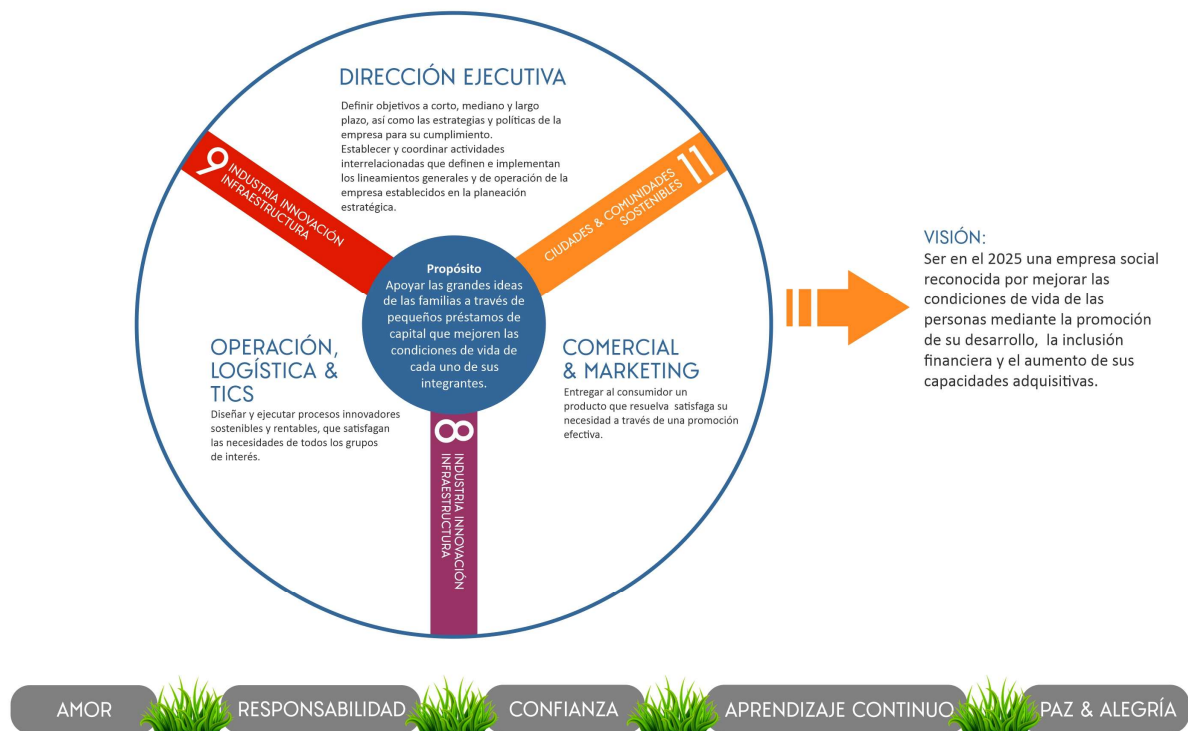 DIRECCIÓN EJECUTIVA
Definir objetivos a corto, mediano y largo
plazo, así como las estrategias y políticas de la
empresa para su cumplimiento.
Establecer y coordinar actividades
interrelacionadas que definen e implementan
los lineamientos generales y de operación de la
empresa establecidos en la planeación
estratégica.
9
INDUSTRIA INNOVACIÓN
INFRAESTRUCTURA
11
CIUDADES & COMUNIDADES
SOSTENIBLES
Propósito
Apoyar las grandes ideas
de las familias a través de
pequeños préstamos de
capital que mejoren las
condiciones de vida de
cada uno de sus
integrantes.
OPERACIÓN,
LOGÍSTICA &
TICS
Diseñar y ejecutar procesos innovadores
sostenibles y rentables, que satisfagan
las necesidades de todos los grupos
de interés.
COMERCIAL
& MARKETING
Entregar al consumidor un
producto que resuelva satisfaga su
necesidad a través de una promoción
efectiva.
8
INDUSTRIA INNOVACIÓN
INFRAESTRUCTURA
VISIÓN:
Ser en el 2025 una empresa social
reconocida por mejorar las
condiciones de vida de las
personas mediante la promoción
de su desarrollo, la inclusión
financiera y el aumento de sus
capacidades adquisitivas.
AMOR
RESPONSABILIDAD
CONFIANZA
APRENDIZAJE CONTINUO
PAZ & ALEGRÍA